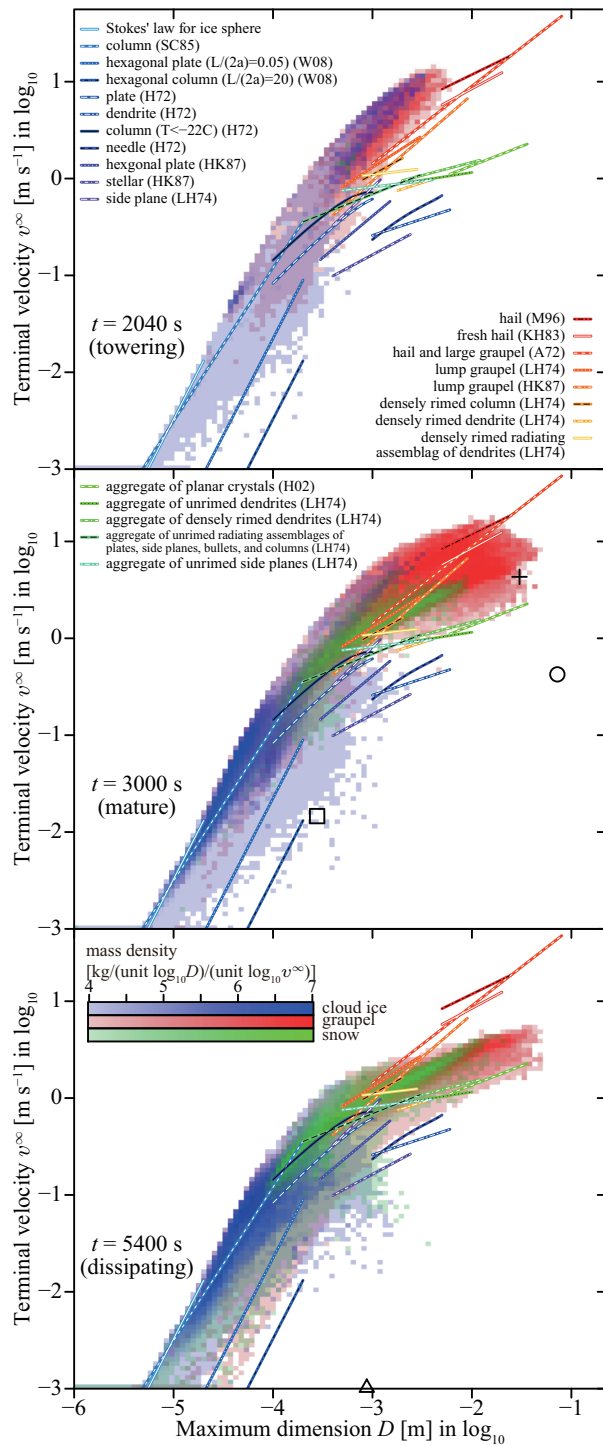 Terminal velocity v∞ [m s−1] in log10
1
0
−1
−2
−3
Stokes' law for ice sphere
column (SC85)
hexagonal plate (L/(2a)=0.05) (W08)
hexagonal column (L/(2a)=20) (W08)
plate (H72)
dendrite (H72)
column (T<−22C) (H72)
needle (H72)
hexgonal plate (HK87)
stellar (HK87)
side plane (LH74)
t = 2040 s
(towering)
hail (M96)
fresh hail (KH83)
hail and large graupel (A72)
lump graupel (LH74)
lump graupel (HK87)
densely rimed column (LH74)
densely rimed dendrite (LH74)
densely rimed radiating
assemblag of dendrites (LH74)
Terminal velocity v∞ [m s−1] in log10
1
0
−1
−2
−3
aggregate of planar crystals (H02)
aggregate of unrimed dendrites (LH74)
aggregate of densely rimed dendrites (LH74)
aggregate of unrimed radiating assemblages of
plates, side planes, bullets, and columns (LH74)
aggregate of unrimed side planes (LH74)
t = 3000 s
(mature)
Terminal velocity v∞ [m s−1] in log10
1
0
−1
−2
−3
mass density
[kg/(unit log10D)/(unit log10v∞)]
4 5 6 7
cloud ice
graupel
snow
t = 5400 s
(dissipating)
−6 −5 −4 −3 −2 −1
Maximum dimension D [m] in log10